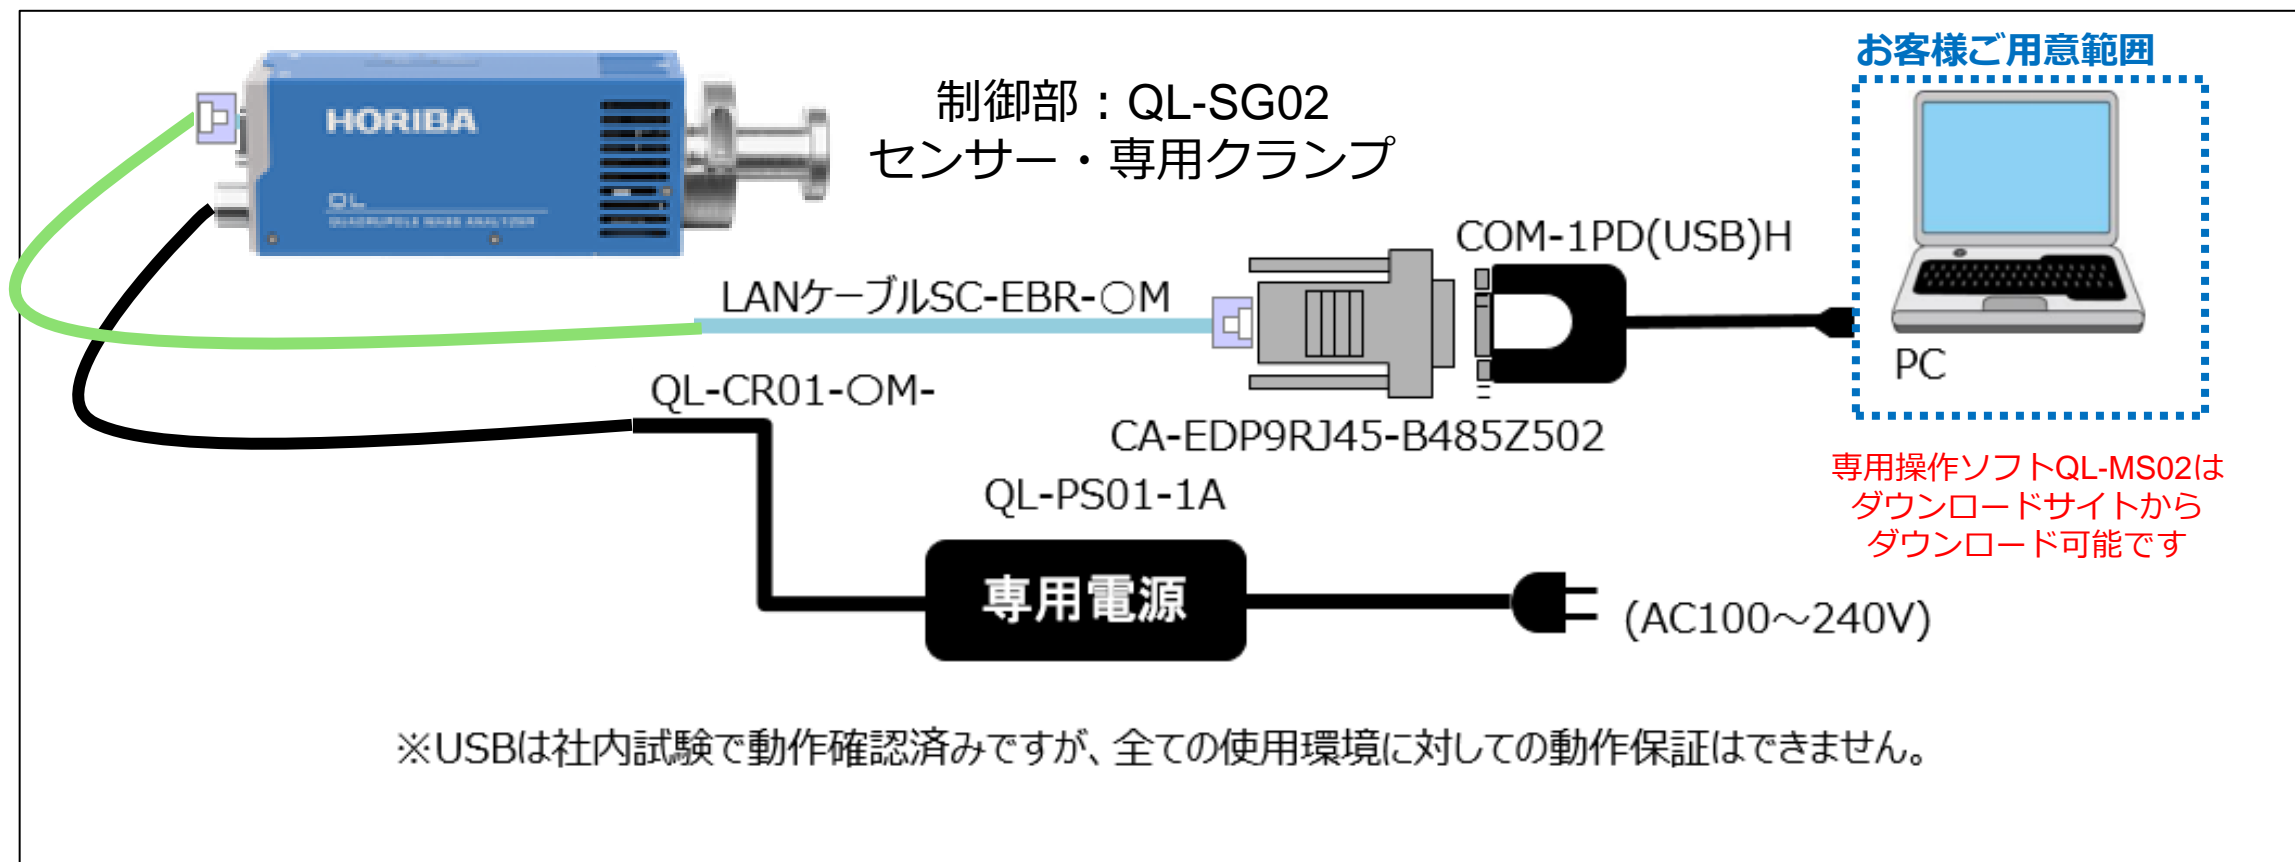 お客様ご用意範囲
HORIBA
QL
QUADRUPOLE MASS ANALYZER
制御部：QL-SG02
センサー・専用クランプ
COM-1PD(USB)H
LANケーブルSC-EBR-〇M
PC
QL-CR01-〇M-
CA-EDP9RJ45-B485Z502
専用操作ソフトQL-MS02は
ダウンロードサイトから
ダウンロード可能です
QL-PS01-1A
専用電源
(AC100～240V)
※USBは社内試験で動作確認済みですが、全ての使用環境に対しての動作保証はできません。